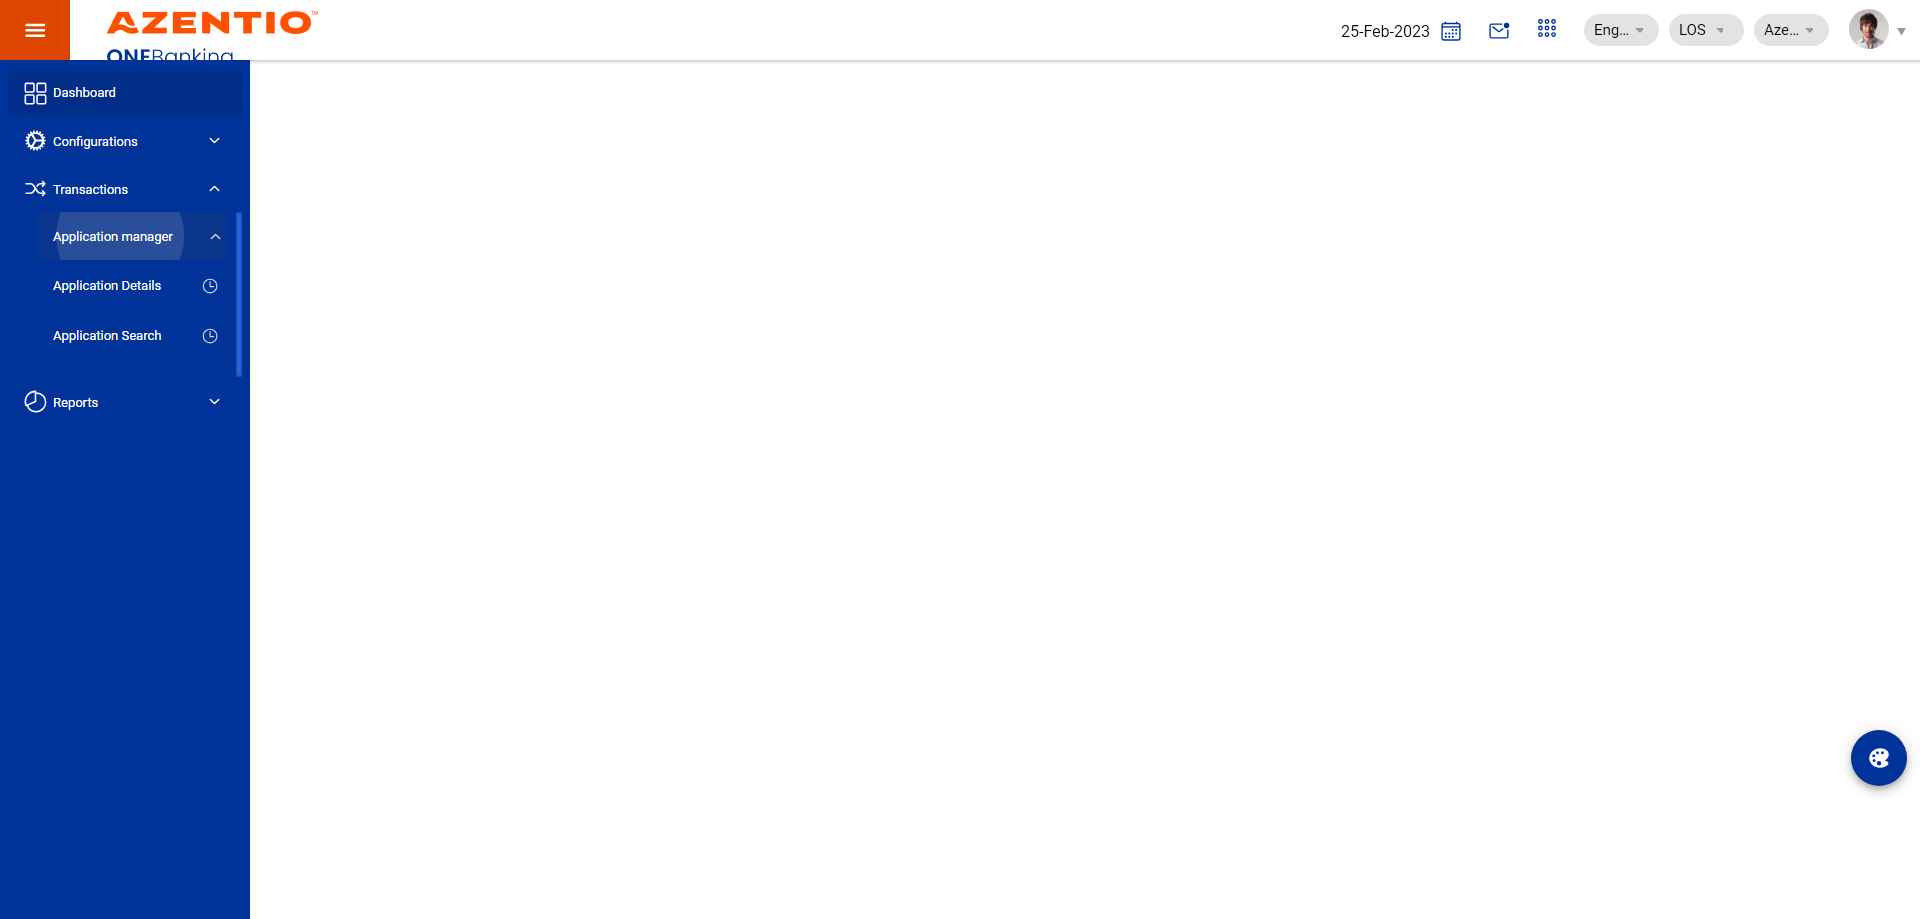 AZENTIO™
ONEBanking
25-Feb-2023
Eng...
LOS
Aze...
Dashboard
Configurations
Transactions
Application manager
Application Details
Application Search
Reports